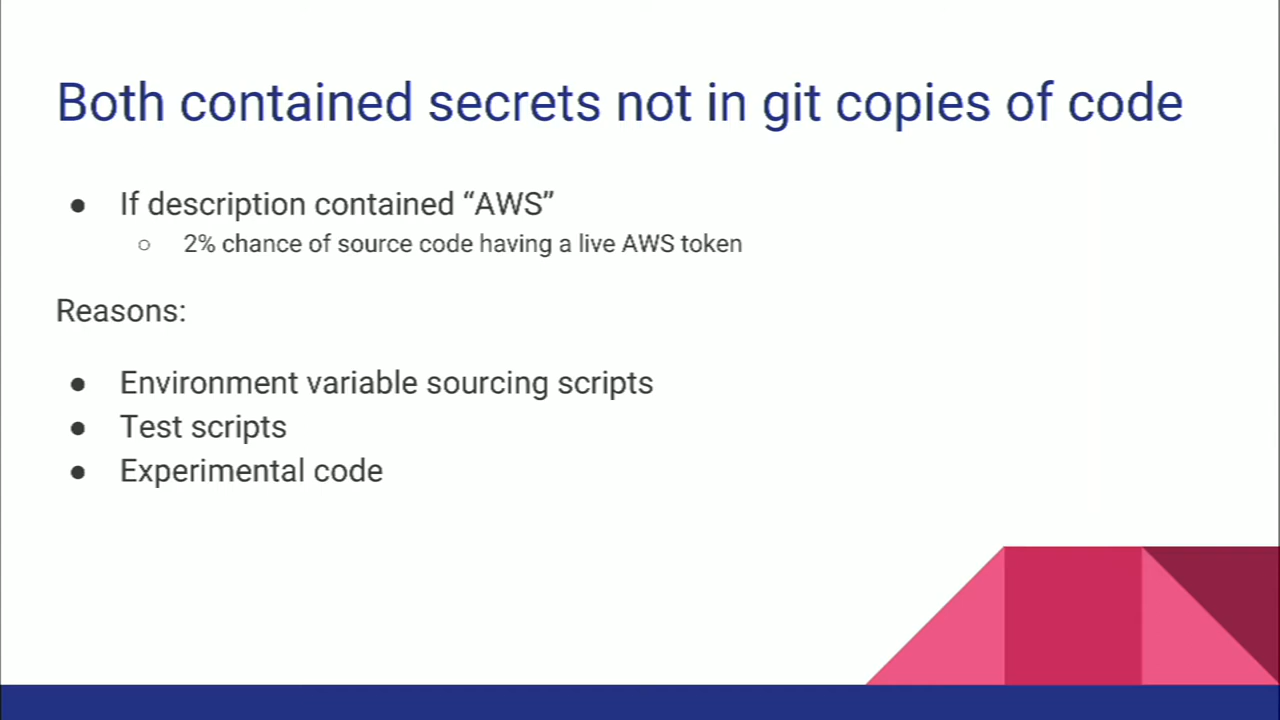 Both contained secrets not in git copies of code
● If description contained “AWS”
○ 2% chance of source code having a live AWS token
Reasons:
● Environment variable sourcing scripts
● Test scripts
● Experimental code